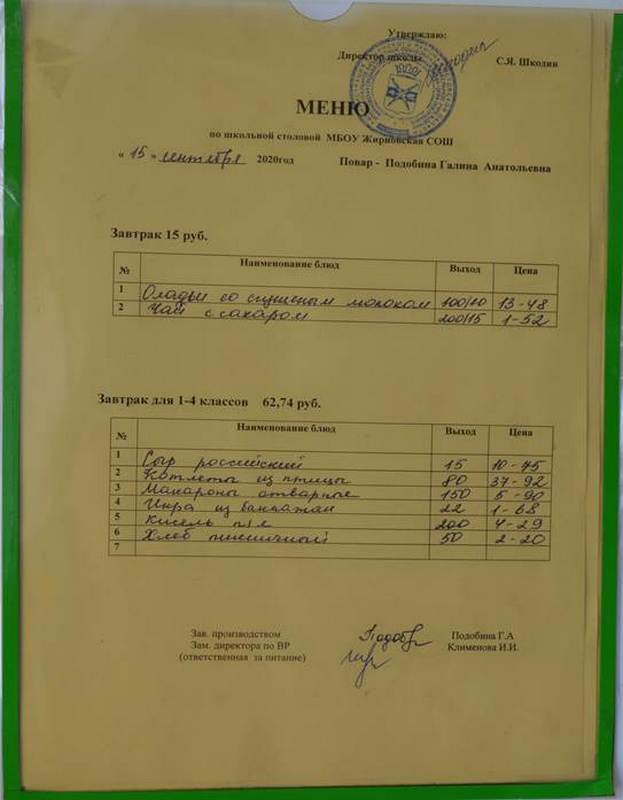 Утверждаю:
Директор школы С.Я. Шкодин
МЕНЮ
по школьной столовой МБОУ Жирновская СОШ
« 15 » сентября 2020год Повар - Подобина Галина Анатольевна
Завтрак 15 руб.
№ Наименование блюд Выход Цена
1 Оладьи со сгущеным молоком 100/10 13-48
2 Чай с сахаром 200/15 1-52
Завтрак для 1-4 классов 62,74 руб.
№ Наименование блюд Выход Цена
1 Сыр российский 15 10-75
2 Котлеты из птицы 80 37-92
3 Макароны отварные 150 5-90
4 Икра из баклажан 22 1-68
5 Кисель п/я 200 4-29
6 Хлеб пшеничный 50 2-20
7
Зав. производством Подобина Г.А
Зам. директора по ВР Клименова И.И.
(ответственная за питание)